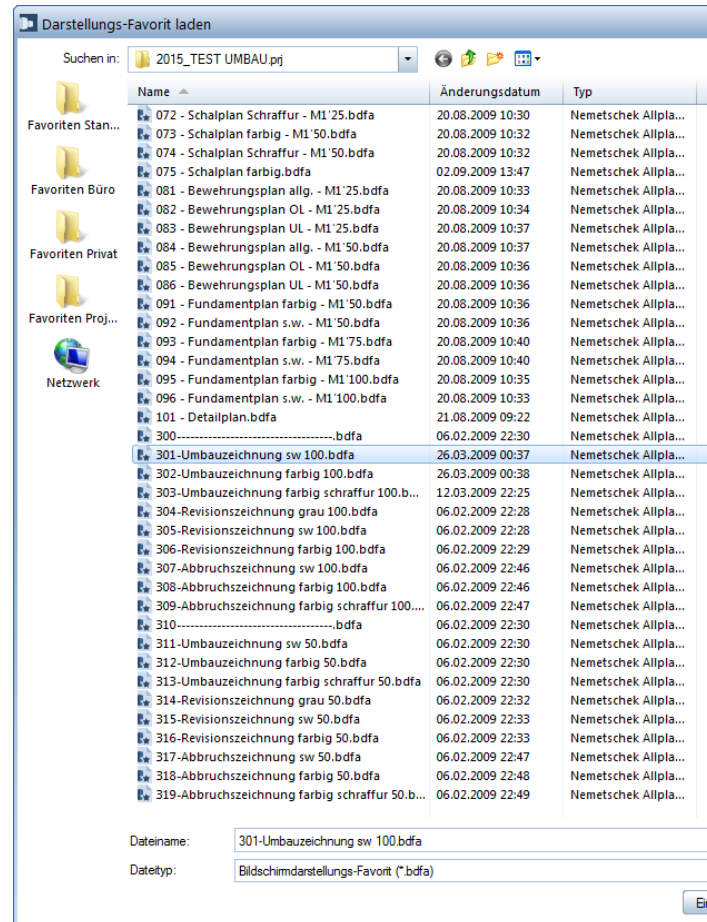 Darstellungs-Favorit laden
Suchen in: 2015_TEST UMBAU.prj
Favoriten Stan...
Favoriten Büro
Favoriten Privat
Favoriten Proj...
Netzwerk
Name Änderungsdatum Typ
072 - Schalplan Schraffur - M1'25.bdfa 20.08.2009 10:30 Nemetschek Allpla...
073 - Schalplan farbig - M1'50.bdfa 20.08.2009 10:32 Nemetschek Allpla...
074 - Schalplan Schraffur - M1'50.bdfa 20.08.2009 10:32 Nemetschek Allpla...
075 - Schalplan farbig.bdfa 02.09.2009 13:47 Nemetschek Allpla...
081 - Bewehrungsplan allg. - M1'25.bdfa 20.08.2009 10:33 Nemetschek Allpla...
082 - Bewehrungsplan OL - M1'25.bdfa 20.08.2009 10:34 Nemetschek Allpla...
083 - Bewehrungsplan UL - M1'25.bdfa 20.08.2009 10:37 Nemetschek Allpla...
084 - Bewehrungsplan allg. - M1'50.bdfa 20.08.2009 10:37 Nemetschek Allpla...
085 - Bewehrungsplan OL - M1'50.bdfa 20.08.2009 10:36 Nemetschek Allpla...
086 - Bewehrungsplan UL - M1'50.bdfa 20.08.2009 10:36 Nemetschek Allpla...
091 - Fundamentplan farbig - M1'50.bdfa 20.08.2009 10:36 Nemetschek Allpla...
092 - Fundamentplan s.w. - M1'50.bdfa 20.08.2009 10:36 Nemetschek Allpla...
093 - Fundamentplan farbig - M1'75.bdfa 20.08.2009 10:40 Nemetschek Allpla...
094 - Fundamentplan s.w. - M1'75.bdfa 20.08.2009 10:40 Nemetschek Allpla...
095 - Fundamentplan farbig - M1'100.bdfa 20.08.2009 10:35 Nemetschek Allpla...
096 - Fundamentplan s.w. - M1'100.bdfa 20.08.2009 10:33 Nemetschek Allpla...
101 - Detailplan.bdfa 21.08.2009 09:22 Nemetschek Allpla...
300-----------------------------------.bdfa 06.02.2009 22:30 Nemetschek Allpla...
301-Umbauzeichnung sw 100.bdfa 26.03.2009 00:37 Nemetschek Allpla...
302-Umbauzeichnung farbig 100.bdfa 26.03.2009 00:38 Nemetschek Allpla...
303-Umbauzeichnung farbig schraffur 100.b... 12.03.2009 22:25 Nemetschek Allpla...
304-Revisionszeichnung grau 100.bdfa 06.02.2009 22:28 Nemetschek Allpla...
305-Revisionszeichnung sw 100.bdfa 06.02.2009 22:28 Nemetschek Allpla...
306-Revisionszeichnung farbig 100.bdfa 06.02.2009 22:29 Nemetschek Allpla...
307-Abbruchszeichnung sw 100.bdfa 06.02.2009 22:46 Nemetschek Allpla...
308-Abbruchszeichnung farbig 100.bdfa 06.02.2009 22:46 Nemetschek Allpla...
309-Abbruchszeichnung farbig schraffur 100.... 06.02.2009 22:47 Nemetschek Allpla...
310-----------------------------------.bdfa 06.02.2009 22:30 Nemetschek Allpla...
311-Umbauzeichnung sw 50.bdfa 06.02.2009 22:30 Nemetschek Allpla...
312-Umbauzeichnung farbig 50.bdfa 06.02.2009 22:30 Nemetschek Allpla...
313-Umbauzeichnung farbig schraffur 50.bdfa 06.02.2009 22:30 Nemetschek Allpla...
314-Revisionszeichnung grau 50.bdfa 06.02.2009 22:32 Nemetschek Allpla...
315-Revisionszeichnung sw 50.bdfa 06.02.2009 22:33 Nemetschek Allpla...
316-Revisionszeichnung farbig 50.bdfa 06.02.2009 22:33 Nemetschek Allpla...
317-Abbruchszeichnung sw 50.bdfa 06.02.2009 22:47 Nemetschek Allpla...
318-Abbruchszeichnung farbig 50.bdfa 06.02.2009 22:48 Nemetschek Allpla...
319-Abbruchszeichnung farbig schraffur 50.b... 06.02.2009 22:49 Nemetschek Allpla...
Dateiname: 301-Umbauzeichnung sw 100.bdfa
Dateityp: Bildschirmdarstellungs-Favorit (*.bdfa)